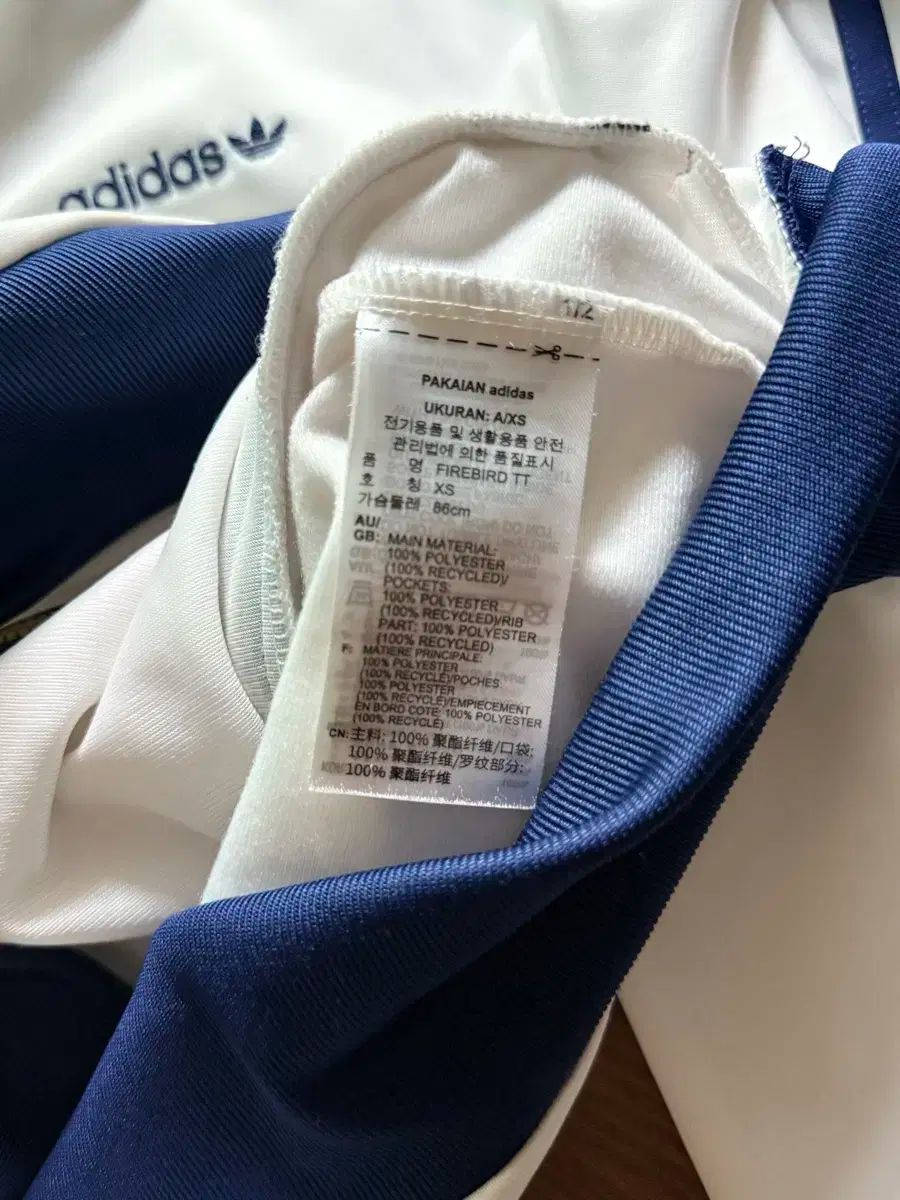 adidas
172
PAKAIAN adidas
UKURAN: A/XS
전기용품 및 생활용품 안전
관리법에 의한 품질표시
품 명 FIREBIRD TT
호 칭 XS
가슴둘레 86cm
AU/
GB: MAIN MATERIAL:
100% POLYESTER
(100% RECYCLED)/
POCKETS:
100% POLYESTER
(100% RECYCLED)/RIB
PART: 100% POLYESTER
(100% RECYCLED)
F: MATIERE PRINCIPALE:
100% POLYESTER
(100% RECYCLÉ)/POCHES
100% POLYESTER
(100% RECYCLÉ)/EMPIECEMENT
EN BORD COTE: 100% POLYESTER
(100% RECYCLÉ)
CN: 主料: 100% 聚酯纤维/口袋:
100% 聚酯纤维/罗纹部分:
100% 聚酯纤维